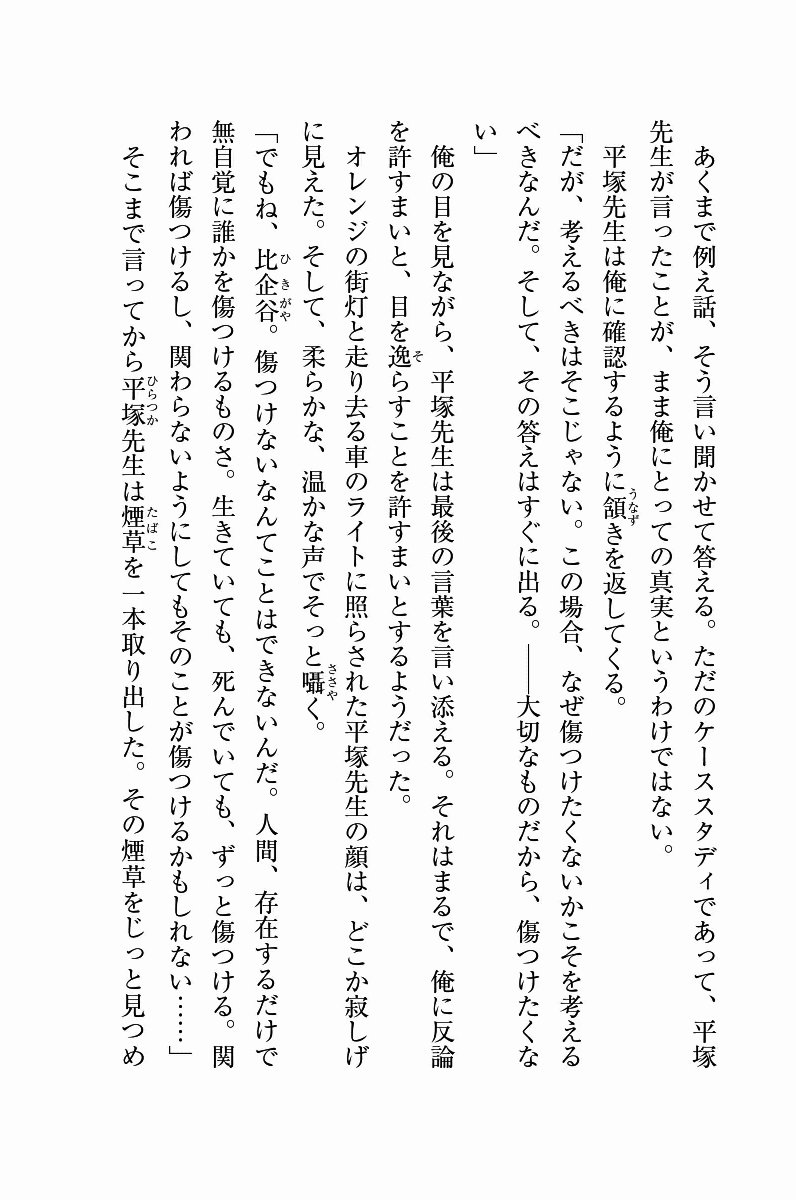 あくまで例え話、そう言い聞かせて答える。ただのケーススタディであって、平塚
先生が言ったことが、まま俺にとっての真実というわけではない。
　平塚先生は俺に確認するように頷きを返してくる。
「だが、考えるべきはそこじゃない。この場合、なぜ傷つけたくないかこそを考える
べきなんだ。そして、その答えはすぐに出る。――大切なものだから、傷つけたくな
い」
　俺の目を見ながら、平塚先生は最後の言葉を言い添える。それはまるで、俺に反論
を許すまいと、目を逸らすことを許すまいとするようだった。
　オレンジの街灯と走り去る車のライトに照らされた平塚先生の顔は、どこか寂しげ
に見えた。そして、柔らかな、温かな声でそっと囁く。
「でもね、比企谷。傷つけないなんてことはできないんだ。人間、存在するだけで
無自覚に誰かを傷つけるものさ。生きていても、死んでいても、ずっと傷つける。関
われば傷つけるし、関わらないようにしてもそのことが傷つけるかもしれない……」
　そこまで言ってから平塚先生は煙草を一本取り出した。その煙草をじっと見つめ